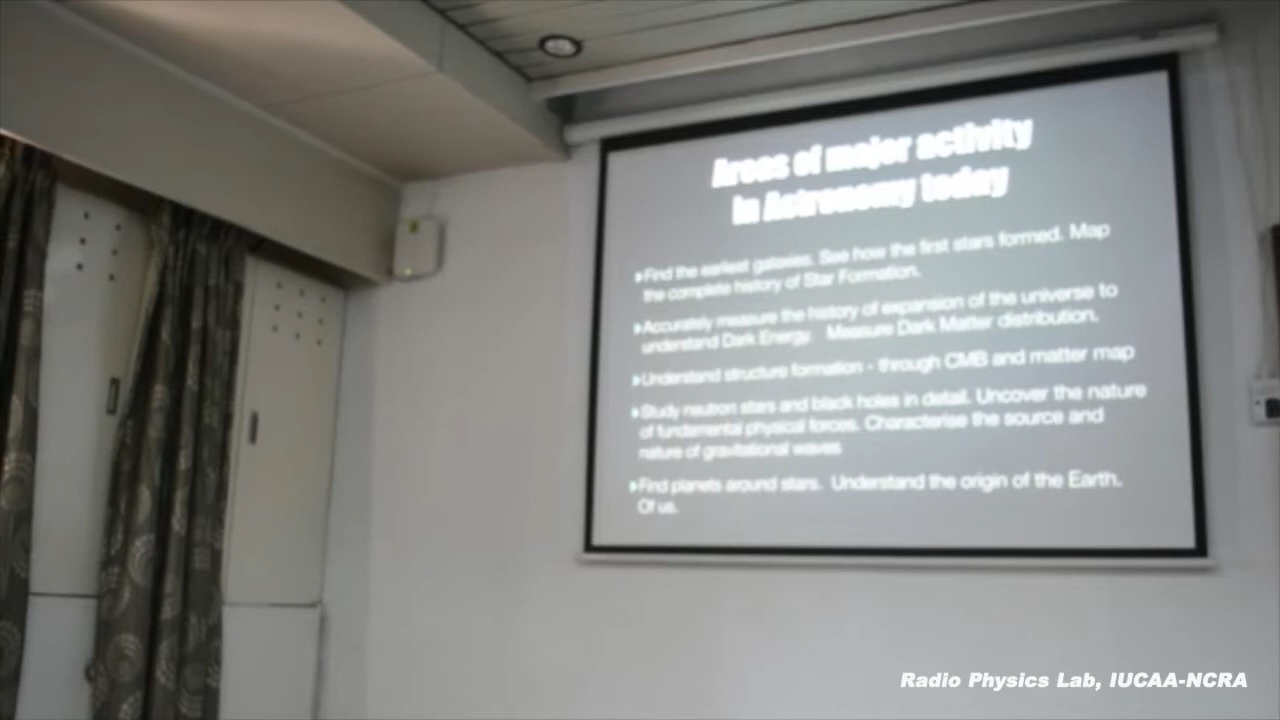 Areas of major activity
in Astronomy today
Find the earliest galaxies. See how the first stars formed. Map
the complete history of Star Formation.
Accurately measure the history of expansion of the universe to
understand Dark Energy. Measure Dark Matter distribution.
Understand structure formation - through CMB and matter map
Study neutron stars and black holes in detail. Uncover the nature
of fundamental physical forces. Characterise the source and
nature of gravitational waves
Find planets around stars. Understand the origin of the Earth.
Of us.
Radio Physics Lab, IUCAA-NCRA